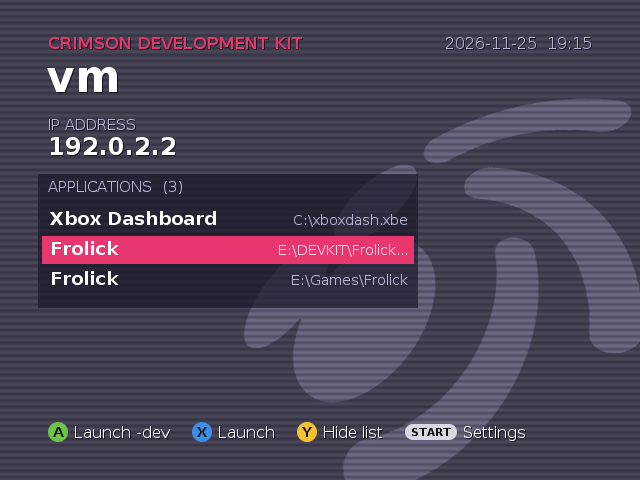 CRIMSON DEVELOPMENT KIT 2026-11-25 19:15
vm
IP ADDRESS
192.0.2.2
APPLICATIONS (3)
Xbox Dashboard C:\xboxdash.xbe
Frolick E:\DEVKIT\Frolick...
Frolick E:\Games\Frolick
A Launch -dev X Launch Y Hide list START Settings